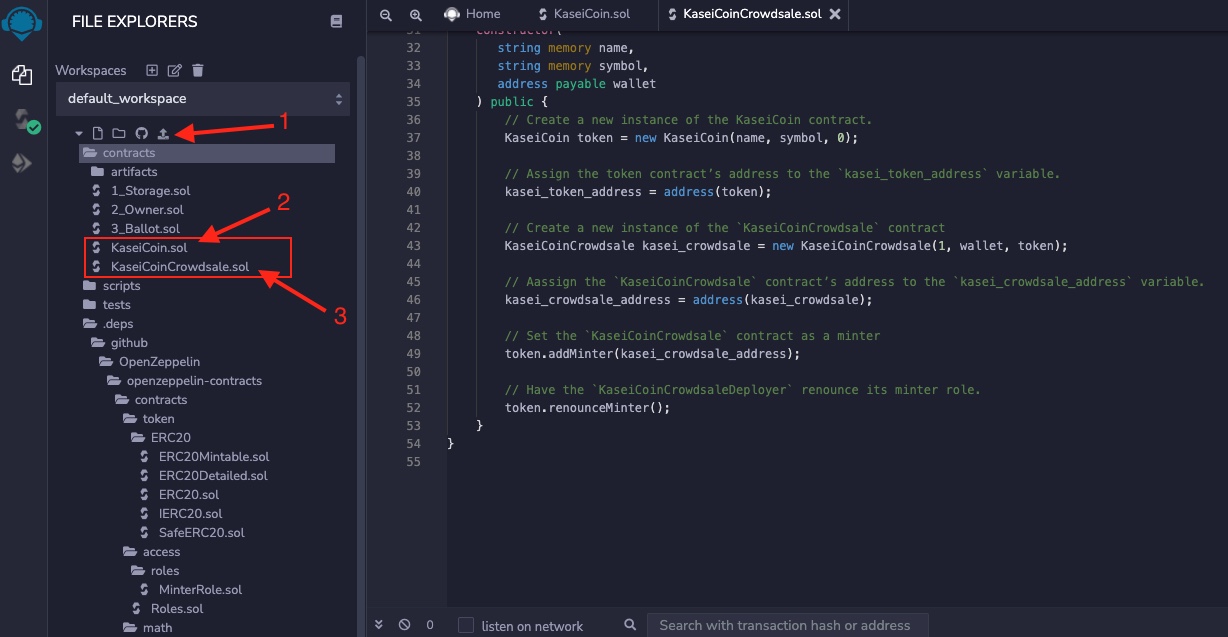 FILE EXPLORERS
Workspaces
default_workspace
1
contracts
artifacts
1_Storage.sol
2_Owner.sol
2
3_Ballot.sol
KaseiCoin.sol
KaseiCoinCrowdsale.sol
3
scripts
tests
.deps
github
OpenZeppelin
openzeppelin-contracts
contracts
token
ERC20
ERC20Mintable.sol
ERC20Detailed.sol
ERC20.sol
IERC20.sol
SafeERC20.sol
access
roles
MinterRole.sol
Roles.sol
math
Home
KaseiCoin.sol
KaseiCoinCrowdsale.sol
31 constructor(
32 string memory name,
33 string memory symbol,
34 address payable wallet
35 ) public {
36 // Create a new instance of the KaseiCoin contract.
37 KaseiCoin token = new KaseiCoin(name, symbol, 0);
38
39 // Assign the token contract’s address to the `kasei_token_address` variable.
40 kasei_token_address = address(token);
41
42 // Create a new instance of the `KaseiCoinCrowdsale` contract
43 KaseiCoinCrowdsale kasei_crowdsale = new KaseiCoinCrowdsale(1, wallet, token);
44
45 // Aassign the `KaseiCoinCrowdsale` contract’s address to the `kasei_crowdsale_address` variable.
46 kasei_crowdsale_address = address(kasei_crowdsale);
47
48 // Set the `KaseiCoinCrowdsale` contract as a minter
49 token.addMinter(kasei_crowdsale_address);
50
51 // Have the `KaseiCoinCrowdsaleDeployer` renounce its minter role.
52 token.renounceMinter();
53 }
54 }
55
0 listen on network Search with transaction hash or address